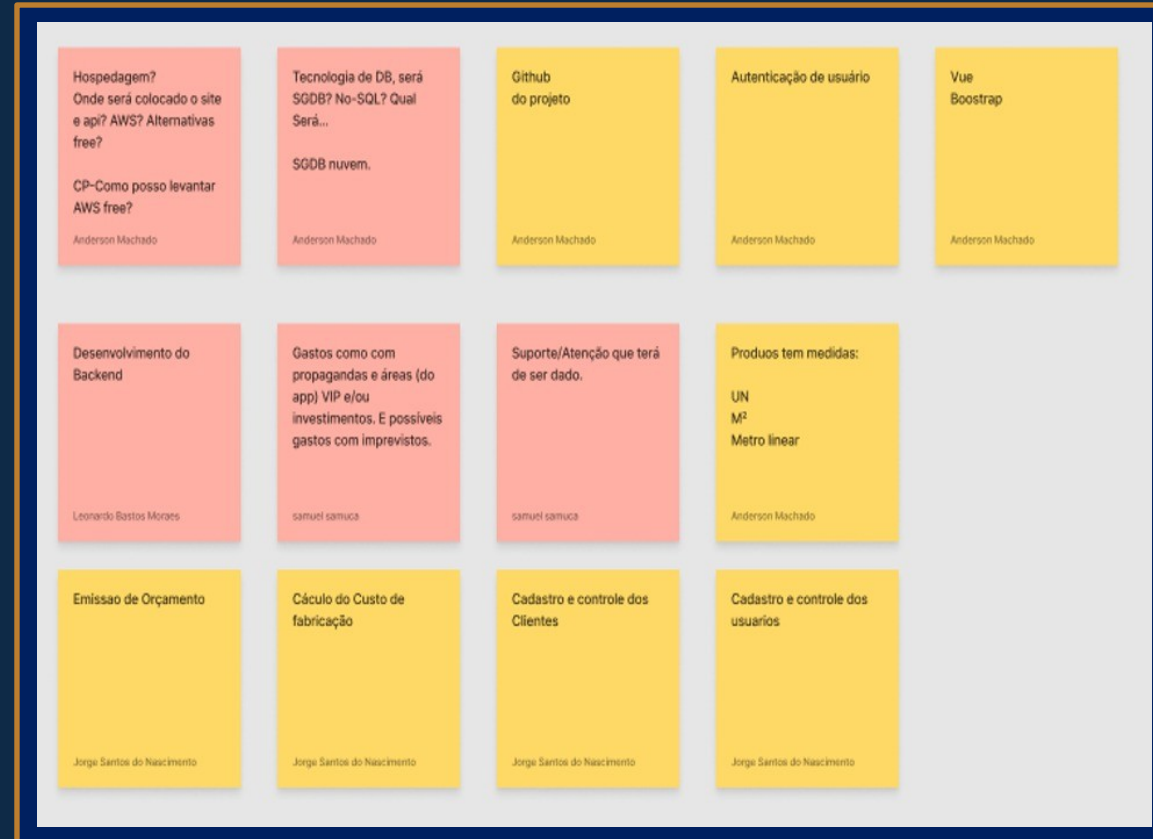 Hospedagem?
Onde será colocado o site
e api? AWS? Alternativas
free?
CP-Como posso levantar
AWS free?
Anderson Machado
Tecnologia de DB, será
SGDB? No-SQL? Qual
Será...
SGDB nuvem.
Anderson Machado
Github
do projeto
Anderson Machado
Autenticação de usuário
Anderson Machado
Vue
Boostrap
Anderson Machado
Desenvolvimento do
Backend
Leonardo Bastos Moraes
Gastos como com
propagandas e áreas (do
app) VIP e/ou
investimentos. E possíveis
gastos com imprevistos.
samuel samuca
Suporte/Atenção que terá
de ser dado.
samuel samuca
Produos tem medidas:
UN
M²
Metro linear
Anderson Machado
Emissao de Orçamento
Jorge Santos do Nascimento
Cáculo do Custo de
fabricação
Jorge Santos do Nascimento
Cadastro e controle dos
Clientes
Jorge Santos do Nascimento
Cadastro e controle dos
usuarios
Jorge Santos do Nascimento